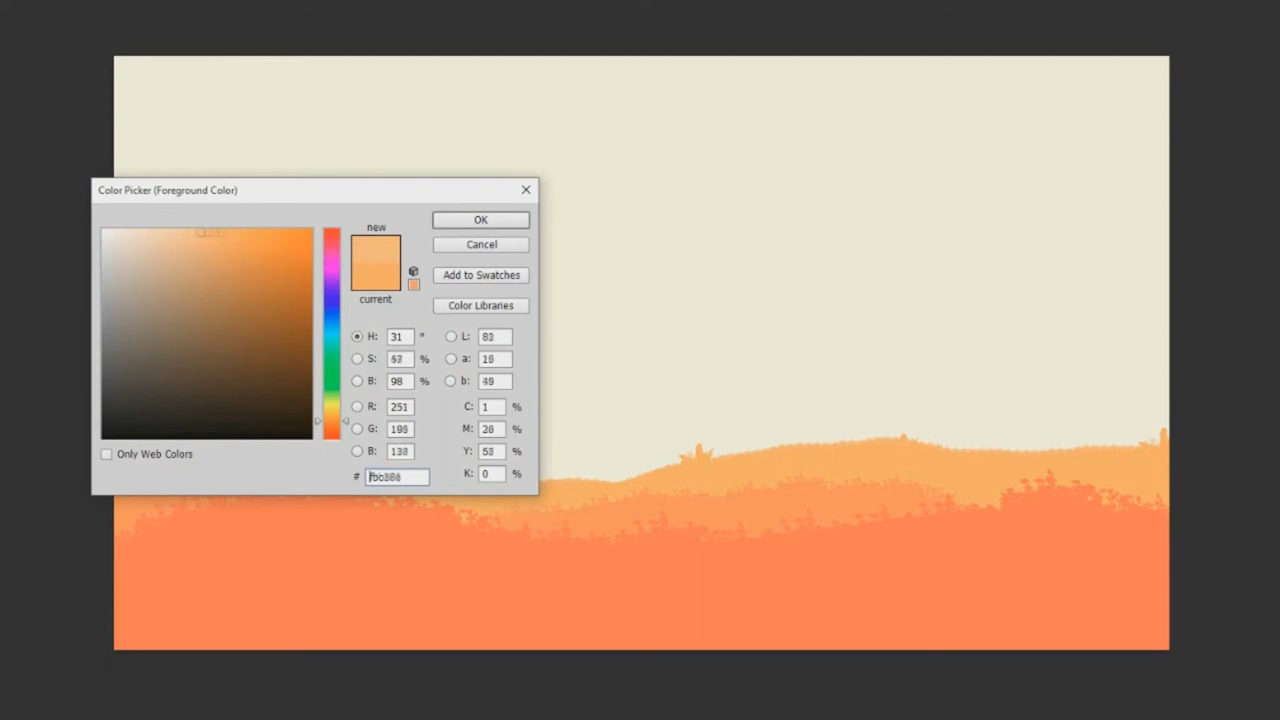 Color Picker (Foreground Color)
new
current
OK
Cancel
Add to Swatches
Color Libraries
Only Web Colors
H: 31 °
S: %
B: 98 %
R: 251
G:
B:
#
L:
a:
b:
C: 1 %
M: %
Y: %
K: 0 %